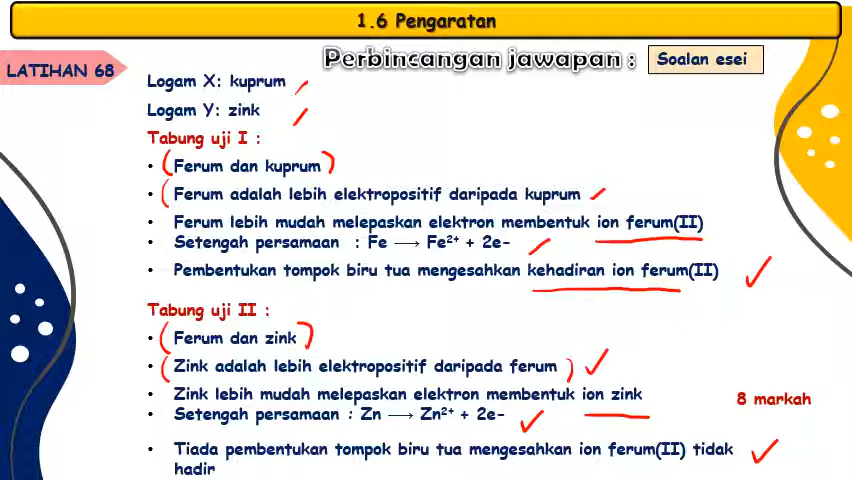 1.6 Pengaratan
Perbincangan jawapan :
Soalan esei
LATIHAN 68
Logam X: kuprum
Logam Y: zink
Tabung uji I :
• Ferum dan kuprum
• Ferum adalah lebih elektropositif daripada kuprum
• Ferum lebih mudah melepaskan elektron membentuk ion ferum(II)
• Setengah persamaan : Fe ⟶ Fe²⁺ + 2e-
• Pembentukan tompok biru tua mengesahkan kehadiran ion ferum(II)
Tabung uji II :
• Ferum dan zink
• Zink adalah lebih elektropositif daripada ferum
• Zink lebih mudah melepaskan elektron membentuk ion zink
• Setengah persamaan : Zn ⟶ Zn²⁺ + 2e-
8 markah
• Tiada pembentukan tompok biru tua mengesahkan ion ferum(II) tidak
hadir